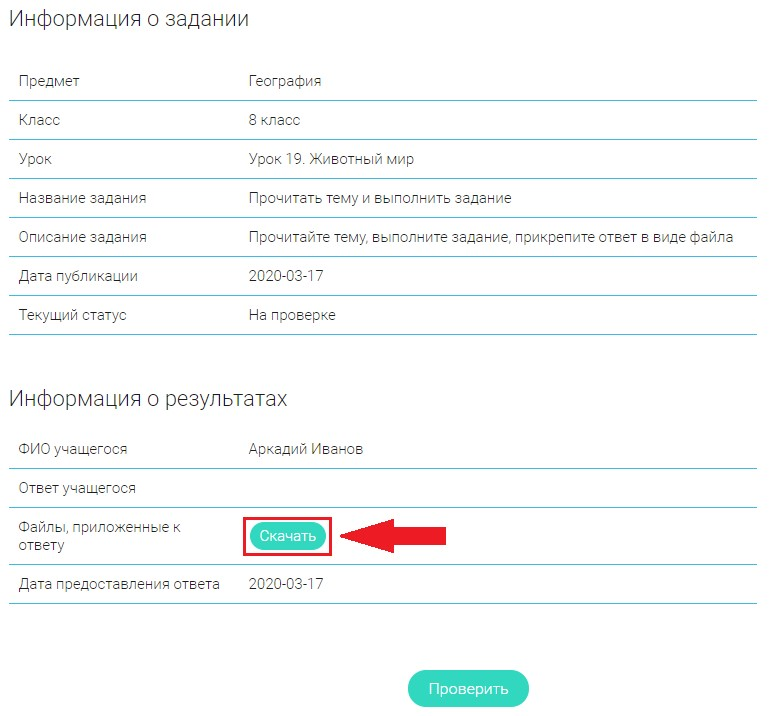 Информация о задании
Предмет География
Класс 8 класс
Урок Урок 19. Животный мир
Название задания Прочитать тему и выполнить задание
Описание задания Прочитайте тему, выполните задание, прикрепите ответ в виде файла
Дата публикации 2020-03-17
Текущий статус На проверке
Информация о результатах
ФИО учащегося Аркадий Иванов
Ответ учащегося
Файлы, приложенные к
ответу
Скачать
Дата предоставления ответа 2020-03-17
Проверить